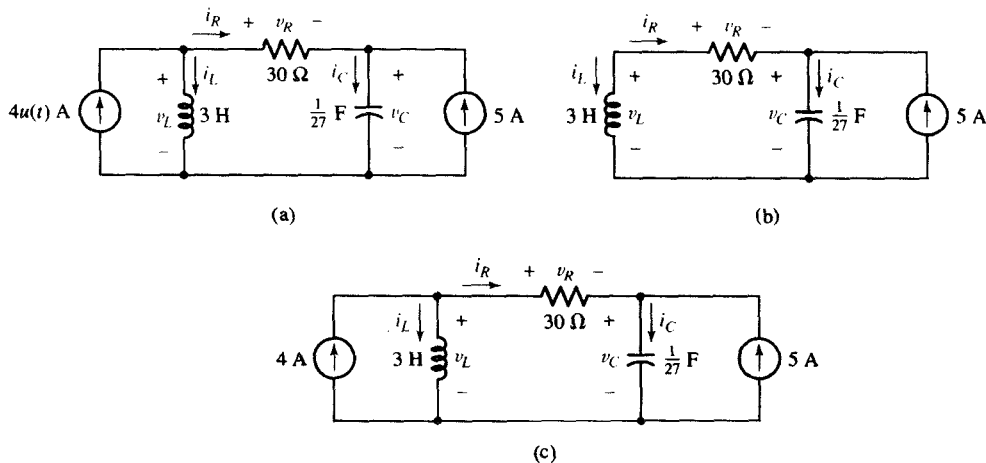 i_R + v_R −
30 Ω
4u(t) A
+ v_L −
i_L
3 H
i_C
1/27 F
+ v_C −
5 A
(a)
i_R + v_R −
30 Ω
i_L
3 H
+ v_L −
+ v_C −
i_C
1/27 F
5 A
(b)
i_R + v_R −
30 Ω
4 A
i_L
3 H
+ v_L −
+ v_C −
i_C
1/27 F
5 A
(c)